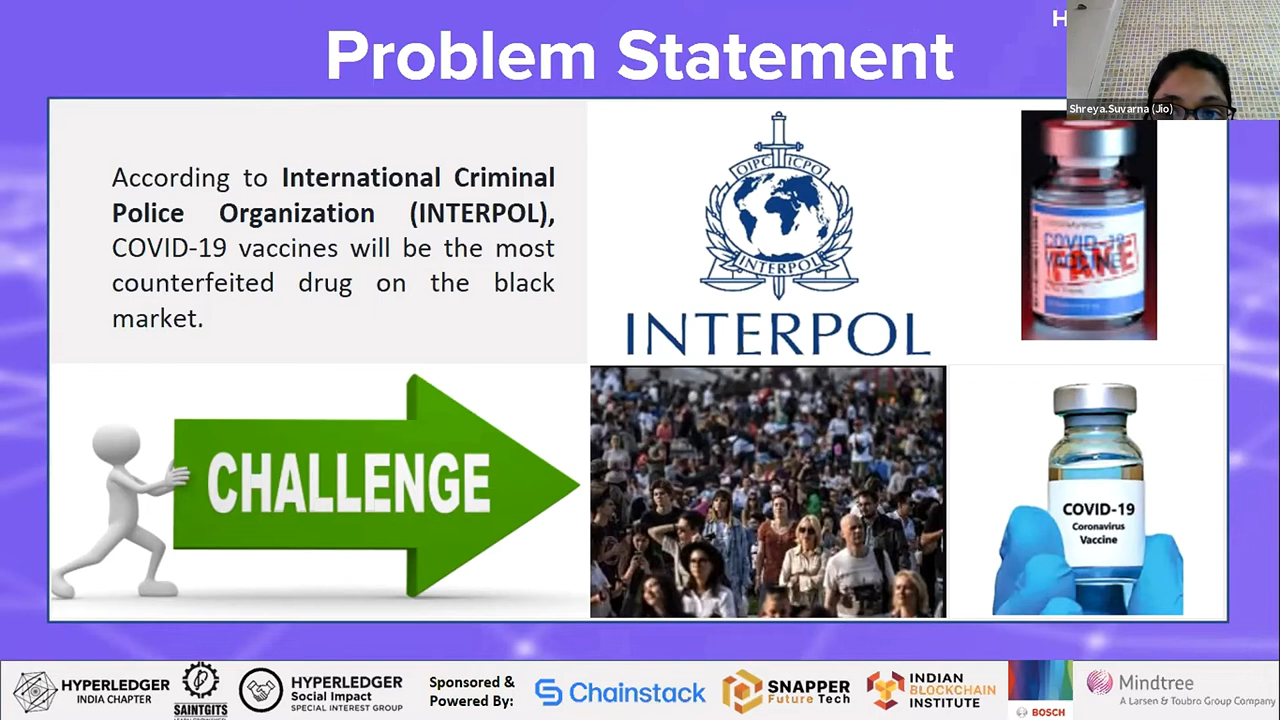 Problem Statement
H
Shreya.Suvarna (Jio)
According to International Criminal
Police Organization (INTERPOL),
COVID-19 vaccines will be the most
counterfeited drug on the black
market.
OIPC ICPO
INTERPOL
INTERPOL
COVID-19
VACCINE
FAKE
CHALLENGE
COVID-19
Coronavirus
Vaccine
HYPERLEDGER
INDIA CHAPTER
SAINTGITS
HYPERLEDGER
Social Impact
SPECIAL INTEREST GROUP
Sponsored &
Powered By:
Chainstack
SNAPPER
Future Tech
INDIAN
BLOCKCHAIN
INSTITUTE
BOSCH
Mindtree
A Larsen & Toubro Group Company